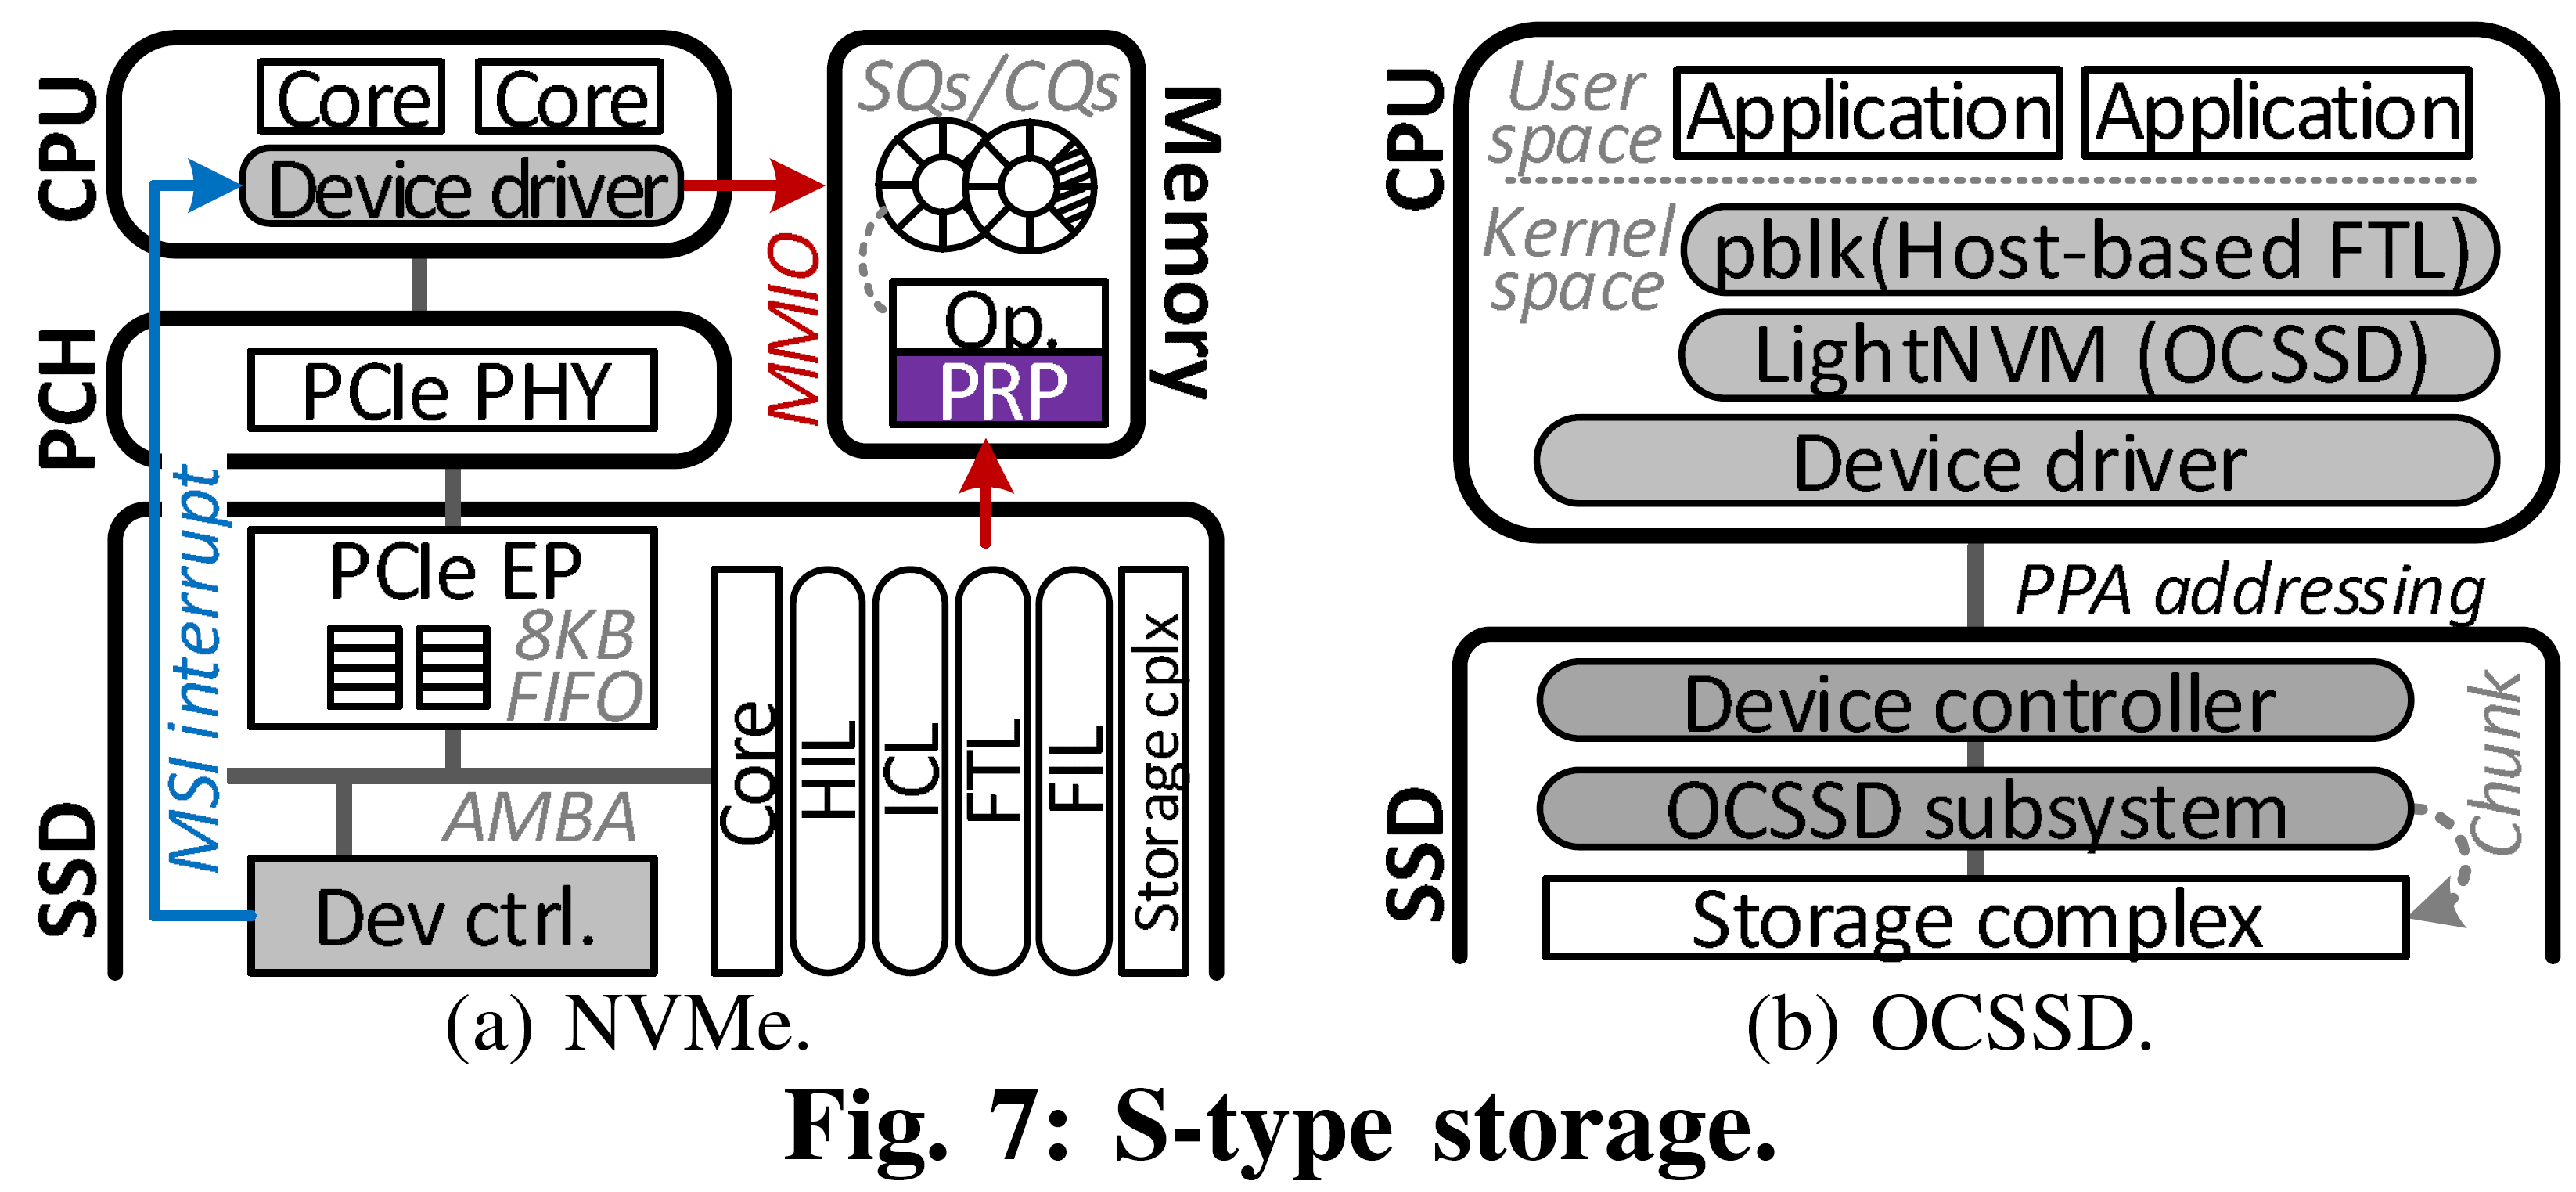 CPU
Core
Core
Device driver
SQs/CQs
Memory
MMIO
Op.
PRP
PCH
PCIe PHY
MSI interrupt
SSD
PCIe EP
8KB
FIFO
AMBA
Dev ctrl.
Core
HIL
ICL
FTL
FIL
Storage cplx
(a) NVMe.
CPU
User
space
Application
Application
Kernel
space
pblk(Host-based FTL)
LightNVM (OCSSD)
Device driver
PPA addressing
SSD
Device controller
OCSSD subsystem
Chunk
Storage complex
(b) OCSSD.
Fig. 7: S-type storage.